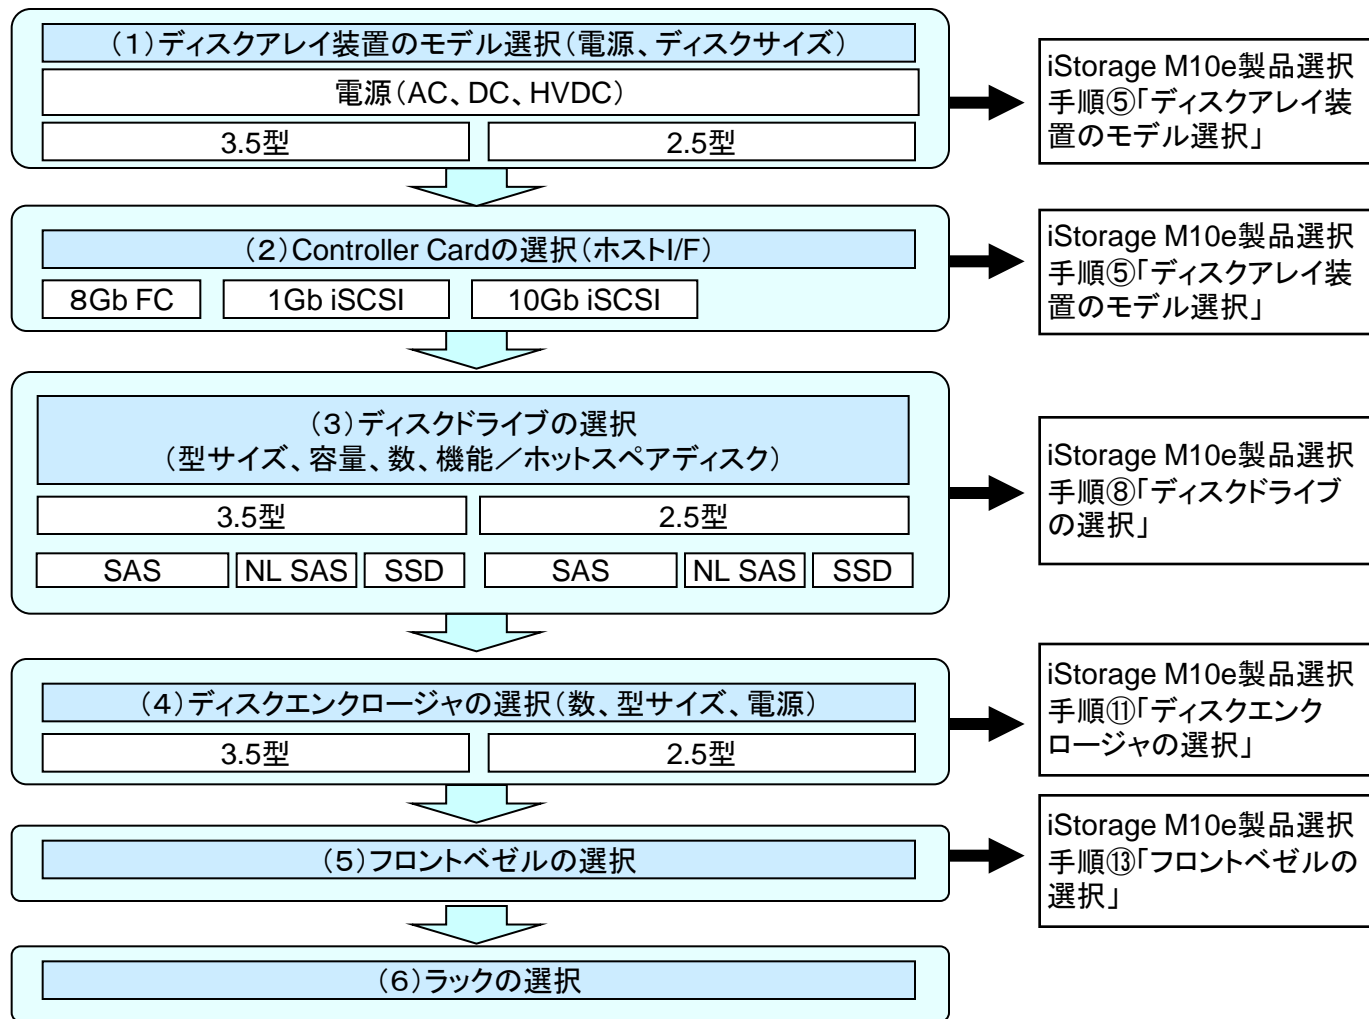 （１）ディスクアレイ装置のモデル選択（電源、ディスクサイズ）
電源（AC、DC、HVDC）
3.5型
2.5型
iStorage M10e製品選択
手順⑤「ディスクアレイ装
置のモデル選択」
（２）Controller Cardの選択（ホストI/F）
８Gb FC
1Gb iSCSI
10Gb iSCSI
iStorage M10e製品選択
手順⑤「ディスクアレイ装
置のモデル選択」
（３）ディスクドライブの選択
（型サイズ、容量、数、機能／ホットスペアディスク）
3.5型
2.5型
SAS
NL SAS
SSD
SAS
NL SAS
SSD
iStorage M10e製品選択
手順⑧「ディスクドライブ
の選択」
（４）ディスクエンクロージャの選択（数、型サイズ、電源）
3.5型
2.5型
iStorage M10e製品選択
手順⑪「ディスクエンク
ロージャの選択」
（５）フロントベゼルの選択
iStorage M10e製品選択
手順⑬「フロントベゼルの
選択」
（６）ラックの選択